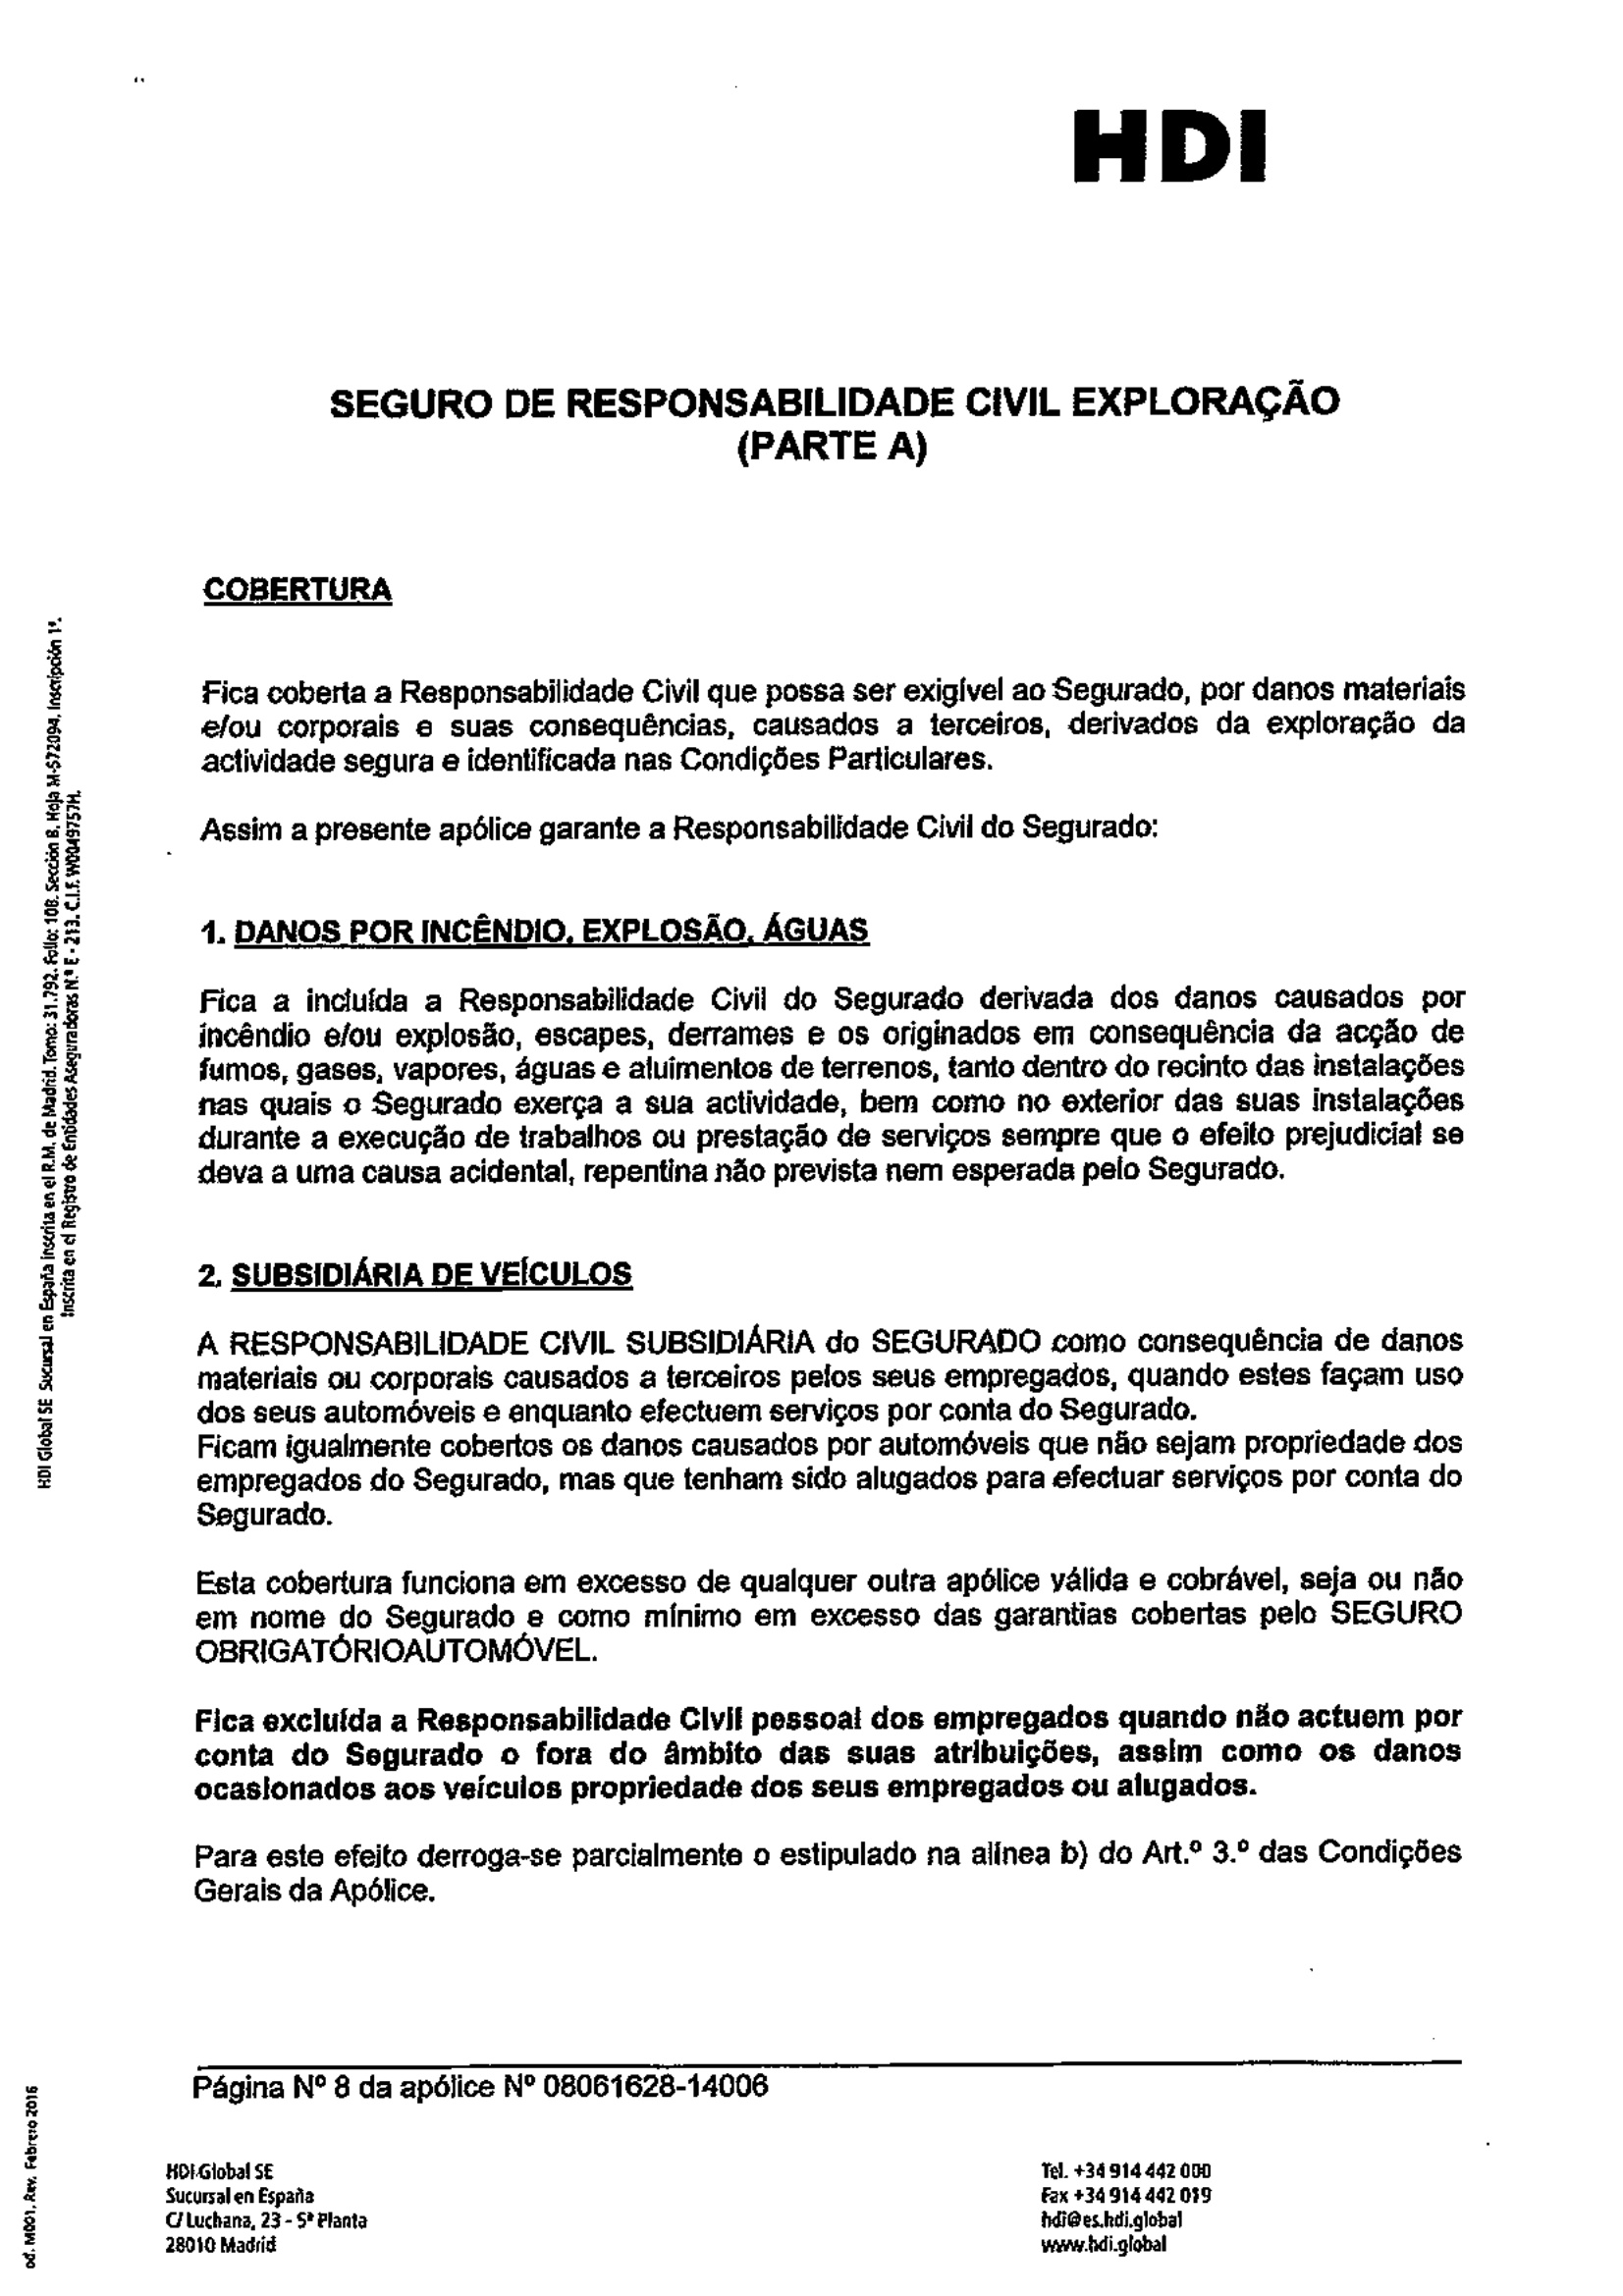 HDI
SEGURO DE RESPONSABILIDADE CIVIL EXPLORAÇÃO
(PARTE A)
COBERTURA
Fica coberta a Responsabilidade Civil que possa ser exigível ao Segurado, por danos materiais
e/ou corporais e suas consequências, causados a terceiros, derivados da exploração da
actividade segura e identificada nas Condições Particulares.
Assim a presente apólice garante a Responsabilidade Civil do Segurado:
1. DANOS POR INCÊNDIO, EXPLOSÃO, ÁGUAS
Fica a incluída a Responsabilidade Civil do Segurado derivada dos danos causados por
incêndio e/ou explosão, escapes, derrames e os originados em consequência da acção de
fumos, gases, vapores, águas e aluimentos de terrenos, tanto dentro do recinto das instalações
nas quais o Segurado exerça a sua actividade, bem como no exterior das suas instalações
durante a execução de trabalhos ou prestação de serviços sempre que o efeito prejudicial se
deva a uma causa acidental, repentina não prevista nem esperada pelo Segurado.
2. SUBSIDIÁRIA DE VEÍCULOS
A RESPONSABILIDADE CIVIL SUBSIDIÁRIA do SEGURADO como consequência de danos
materiais ou corporais causados a terceiros pelos seus empregados, quando estes façam uso
dos seus automóveis e enquanto efectuem serviços por conta do Segurado.
Ficam igualmente cobertos os danos causados por automóveis que não sejam propriedade dos
empregados do Segurado, mas que tenham sido alugados para efectuar serviços por conta do
Segurado.
Esta cobertura funciona em excesso de qualquer outra apólice válida e cobrável, seja ou não
em nome do Segurado e como mínimo em excesso das garantias cobertas pelo SEGURO
OBRIGATÓRIOAUTOMÓVEL.
Fica excluída a Responsabilidade Civil pessoal dos empregados quando não actuem por
conta do Segurado o fora do âmbito das suas atribuições, assim como os danos
ocasionados aos veículos propriedade dos seus empregados ou alugados.
Para este efeito derroga-se parcialmente o estipulado na alínea b) do Art.º 3.º das Condições
Gerais da Apólice.
Página Nº 8 da apólice Nº 08061628-14006
HDI Global SE
Sucursal en España
C/ Luchana, 23 - 5ª Planta
28010 Madrid
Tel. +34 914 442 000
Fax +34 914 442 019
hdi@es.hdi.global
www.hdi.global
HDI Global SE Sucursal en España inscrita en el R.M. de Madrid. Tomo: 31.792. Folio: 108. Sección 8. Hoja M-572094. Inscripción 1ª.
Inscrita en el Registro de Entidades Aseguradoras N.º E - 213. C.I.F. W0049757H.
od. M001. Rev. Febrero 2016